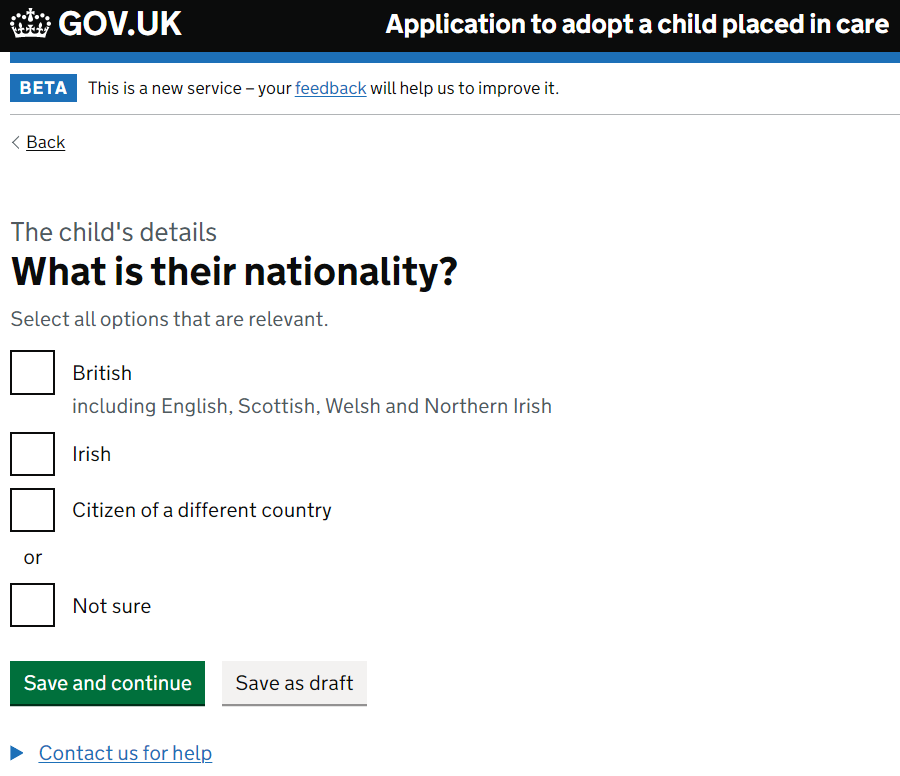 GOV.UK
Application to adopt a child placed in care
BETA This is a new service – your feedback will help us to improve it.
Back
The child's details
What is their nationality?
Select all options that are relevant.
British
including English, Scottish, Welsh and Northern Irish
Irish
Citizen of a different country
or
Not sure
Save and continue
Save as draft
Contact us for help